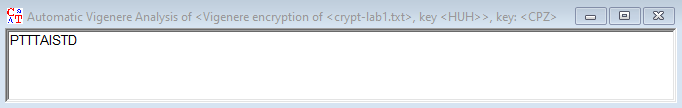 Automatic Vigenere Analysis of <Vigenere encryption of <crypt-lab1.txt>, key <HUH>>, key: <CPZ>
PTTTAISTD